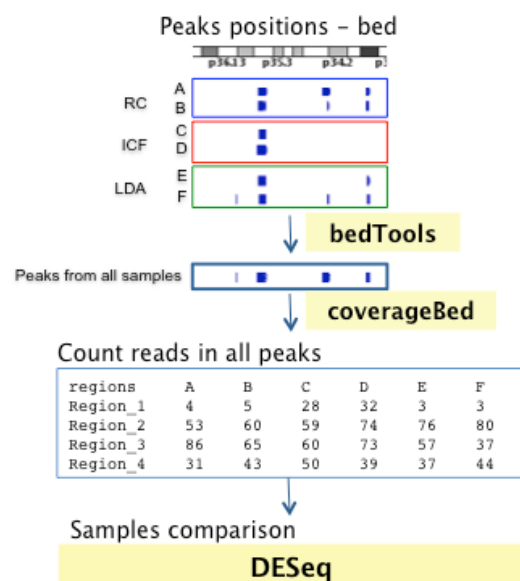 Peaks positions - bed
p36.13 p35.3 p34.2
RC A
B
ICF C
D
LDA E
F
bedTools
Peaks from all samples
coverageBed
Count reads in all peaks
regions A B C D E F
Region_1 4 5 28 32 3 3
Region_2 53 60 59 74 76 80
Region_3 86 65 60 73 57 37
Region_4 31 43 50 39 37 44
Samples comparison
DESeq